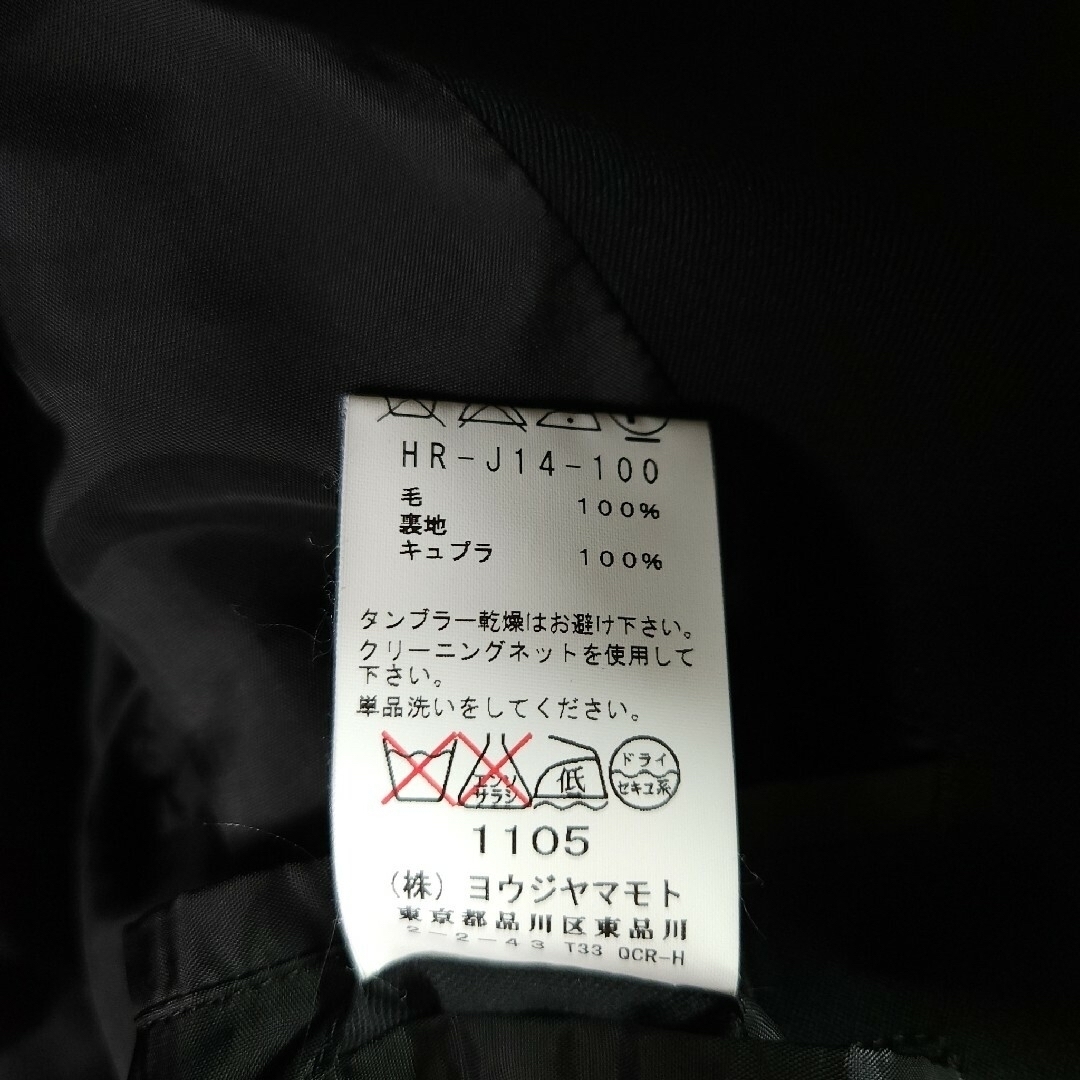 HR-J14-100
毛 100%
裏地
キュプラ 100%
タンブラー乾燥はお避け下さい。
クリーニングネットを使用して
下さい。
単品洗いをしてください。
エンソ
サラシ
低
ドライ
セキユ系
1105
(株)ヨウジヤマモト
東京都品川区東品川
2-2-43 T33 QCR-H